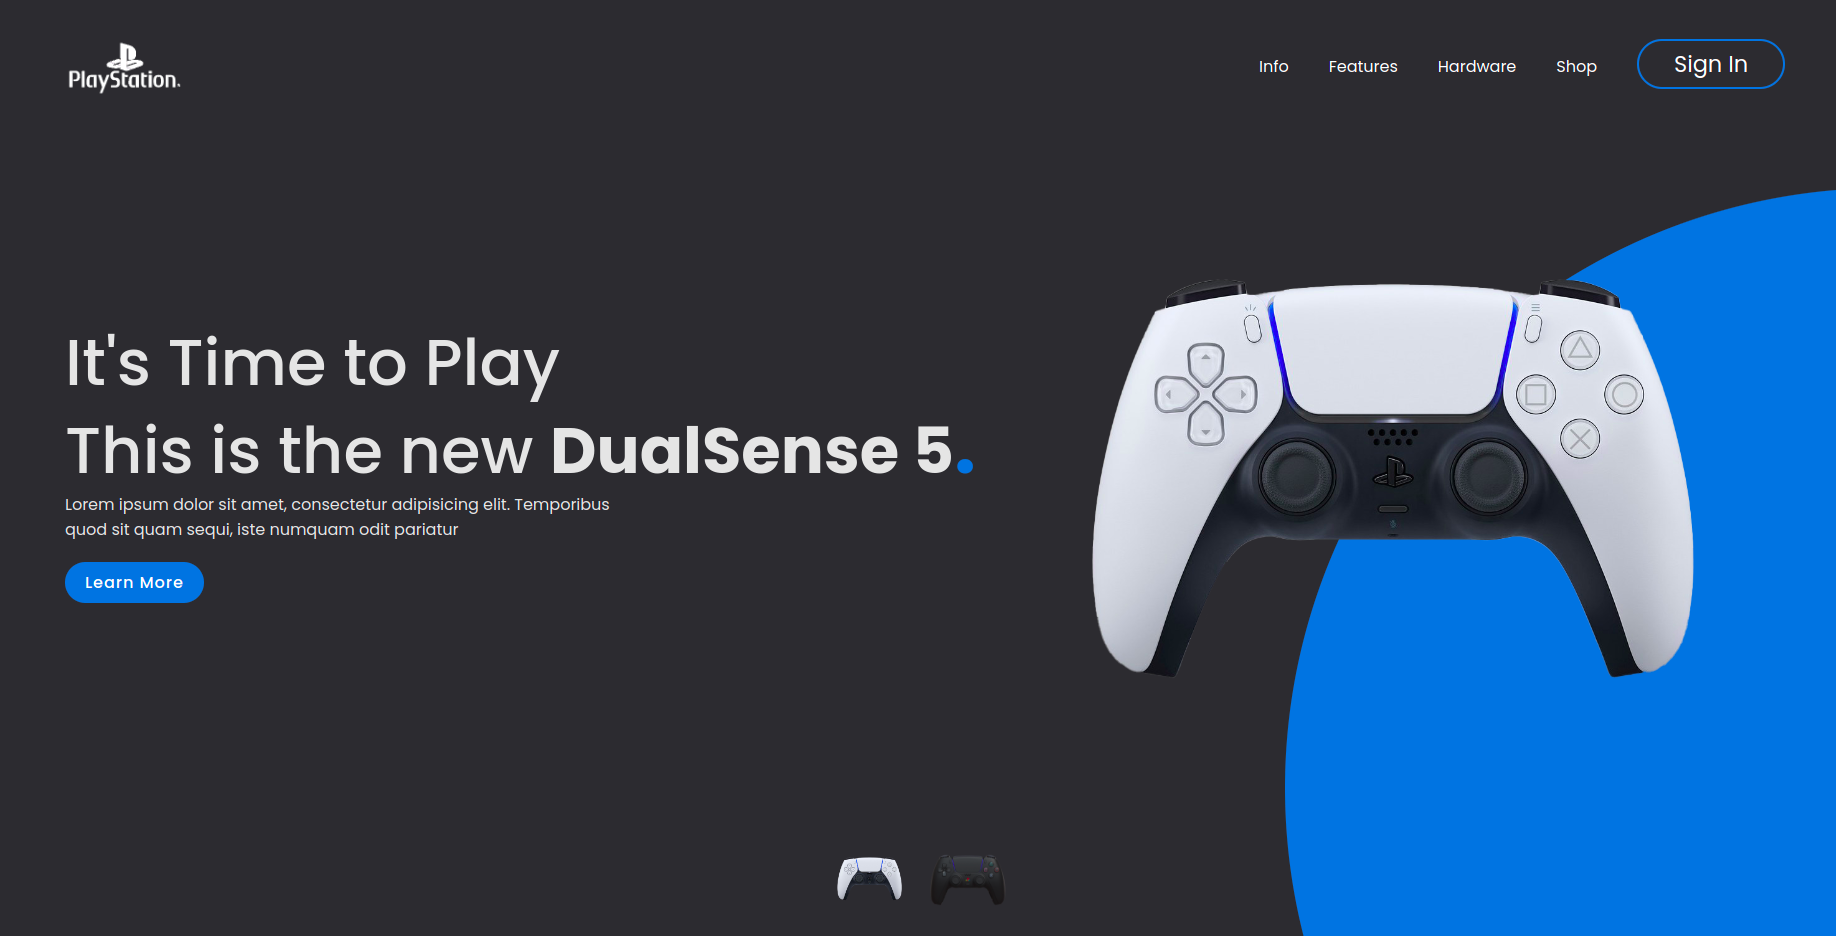 PlayStation.
Info
Features
Hardware
Shop
Sign In
It's Time to Play
This is the new DualSense 5.
Lorem ipsum dolor sit amet, consectetur adipisicing elit. Temporibus
quod sit quam sequi, iste numquam odit pariatur
Learn More